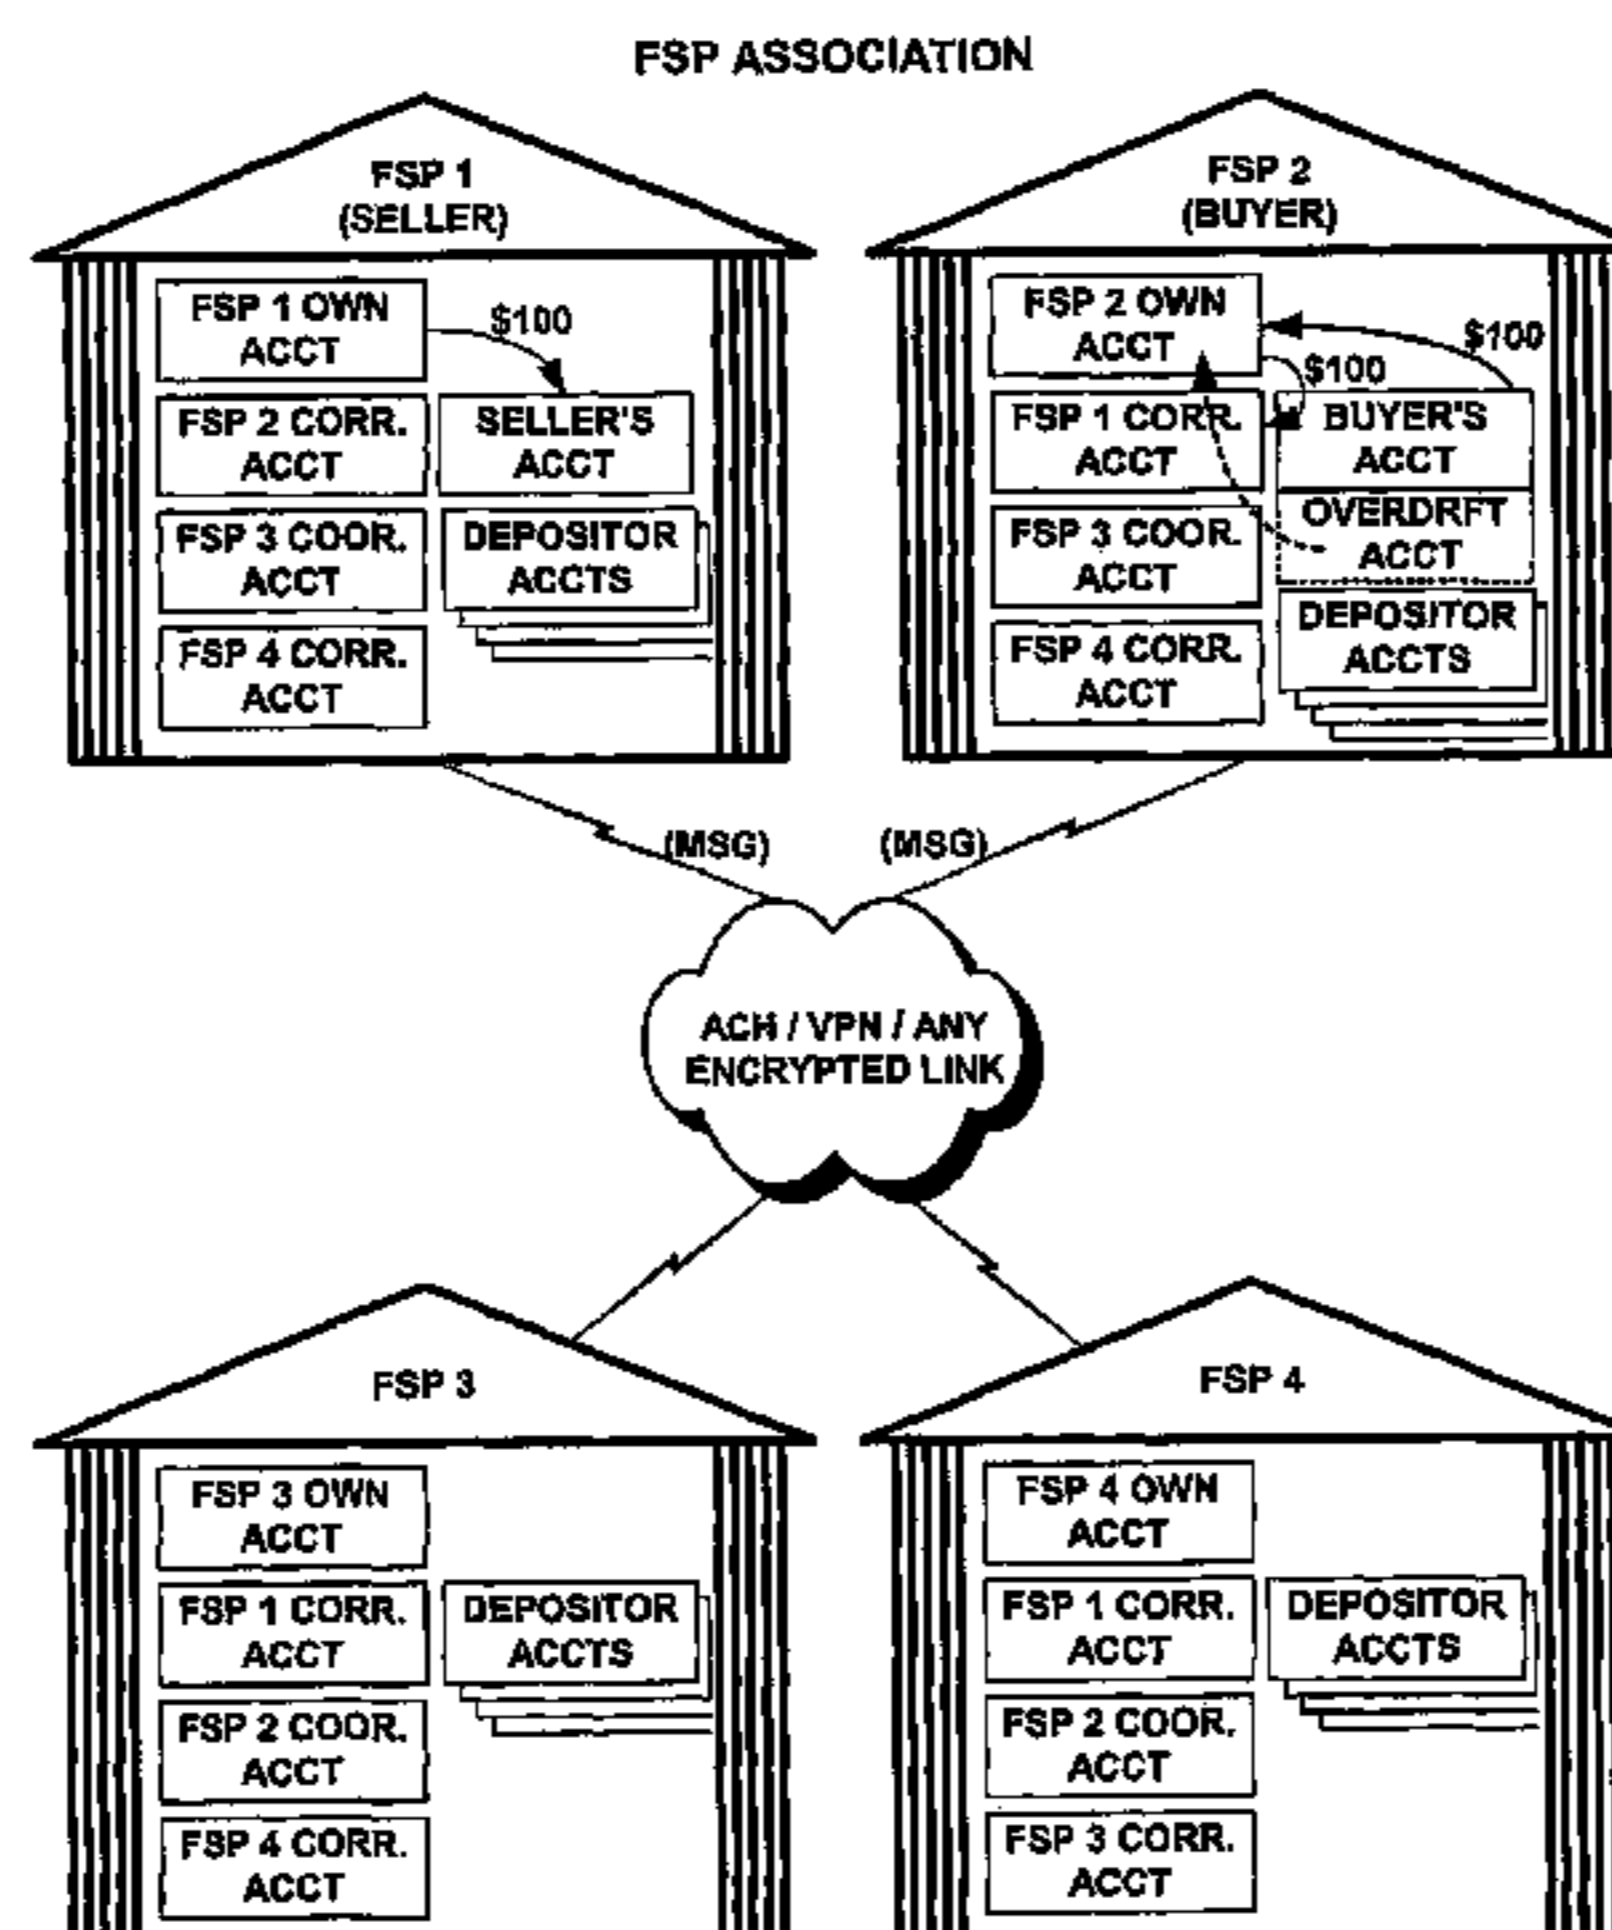 FSP ASSOCIATION
FSP 1
(SELLER)
FSP 1 OWN
ACCT
$100
FSP 2 CORR.
ACCT
SELLER'S
ACCT
FSP 3 COOR.
ACCT
DEPOSITOR
ACCTS
FSP 4 CORR.
ACCT
FSP 2
(BUYER)
FSP 2 OWN
ACCT
$100
$100
FSP 1 CORR.
ACCT
BUYER'S
ACCT
OVERDRFT
ACCT
FSP 3 COOR.
ACCT
DEPOSITOR
ACCTS
FSP 4 CORR.
ACCT
(MSG)
(MSG)
ACH / VPN / ANY
ENCRYPTED LINK
FSP 3
FSP 3 OWN
ACCT
FSP 1 CORR.
ACCT
DEPOSITOR
ACCTS
FSP 2 COOR.
ACCT
FSP 4 CORR.
ACCT
FSP 4
FSP 4 OWN
ACCT
FSP 1 CORR.
ACCT
DEPOSITOR
ACCTS
FSP 2 COOR.
ACCT
FSP 3 CORR.
ACCT